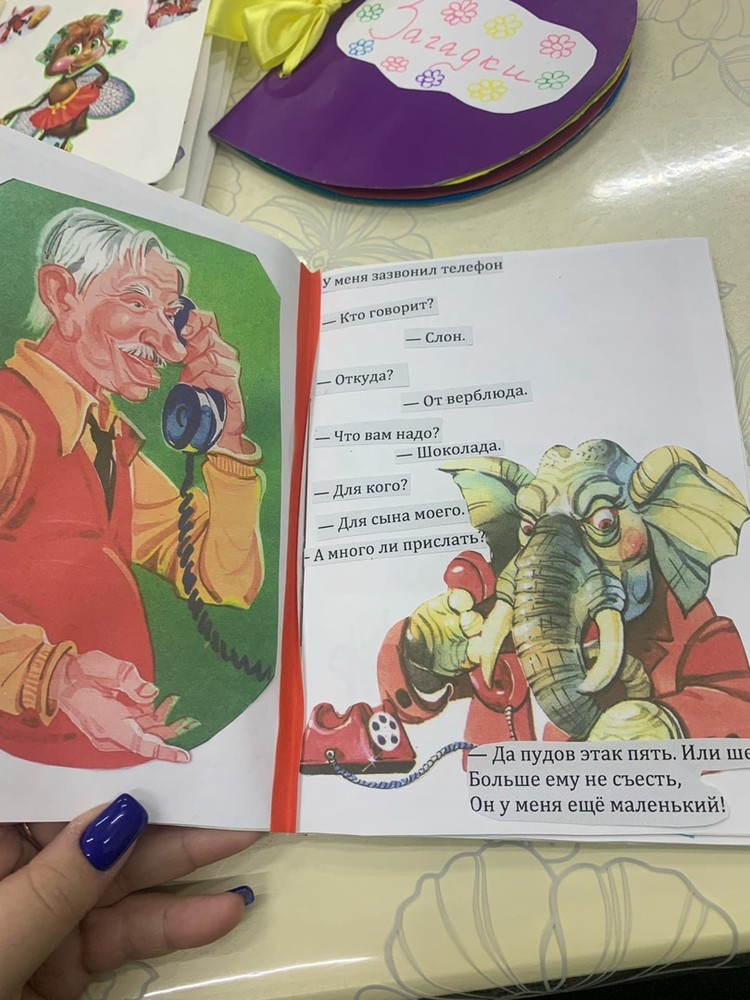 Загадки
У меня зазвонил телефон
— Кто говорит?
— Слон.
— Откуда?
— От верблюда.
— Что вам надо?
— Шоколада.
— Для кого?
— Для сына моего.
- А много ли прислать?
— Да пудов этак пять. Или
Больше ему не съесть,
Он у меня ещё маленький!